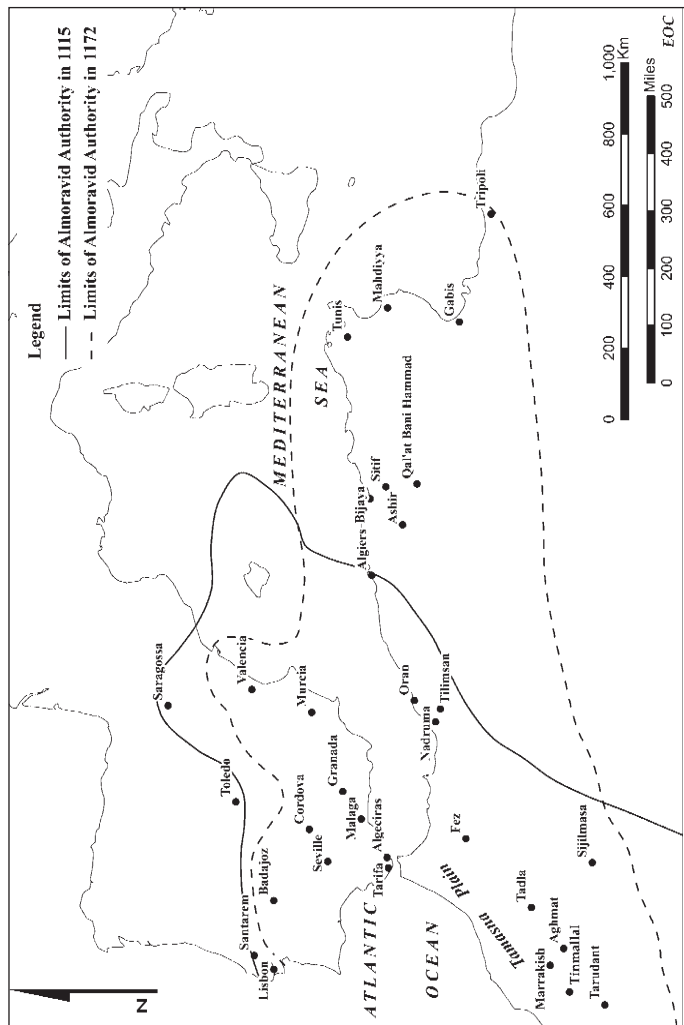 Legend
Limits of Almoravid Authority in 1115
Limits of Almoravid Authority in 1172
N
MEDITERRANEAN
SEA
ATLANTIC
OCEAN
Saragossa
Toledo
Valencia
Santarem
Lisbon
Badajoz
Cordova
Murcia
Seville
Granada
Malaga
Algeciras
Tarifa
Algiers-Bijaya
Sitif
Ashir
Qal'at Bani Hammad
Tunis
Mahdiyya
Gabis
Tripoli
Oran
Nadruma
Tilimsan
Fez
Tamasna Plain
Tadla
Sijilmasa
Marrakish
Aghmat
Tinmallal
Tarudant
0 200 400 600 800 1,000
Km
Miles
0 100 200 300 400 500
EOC